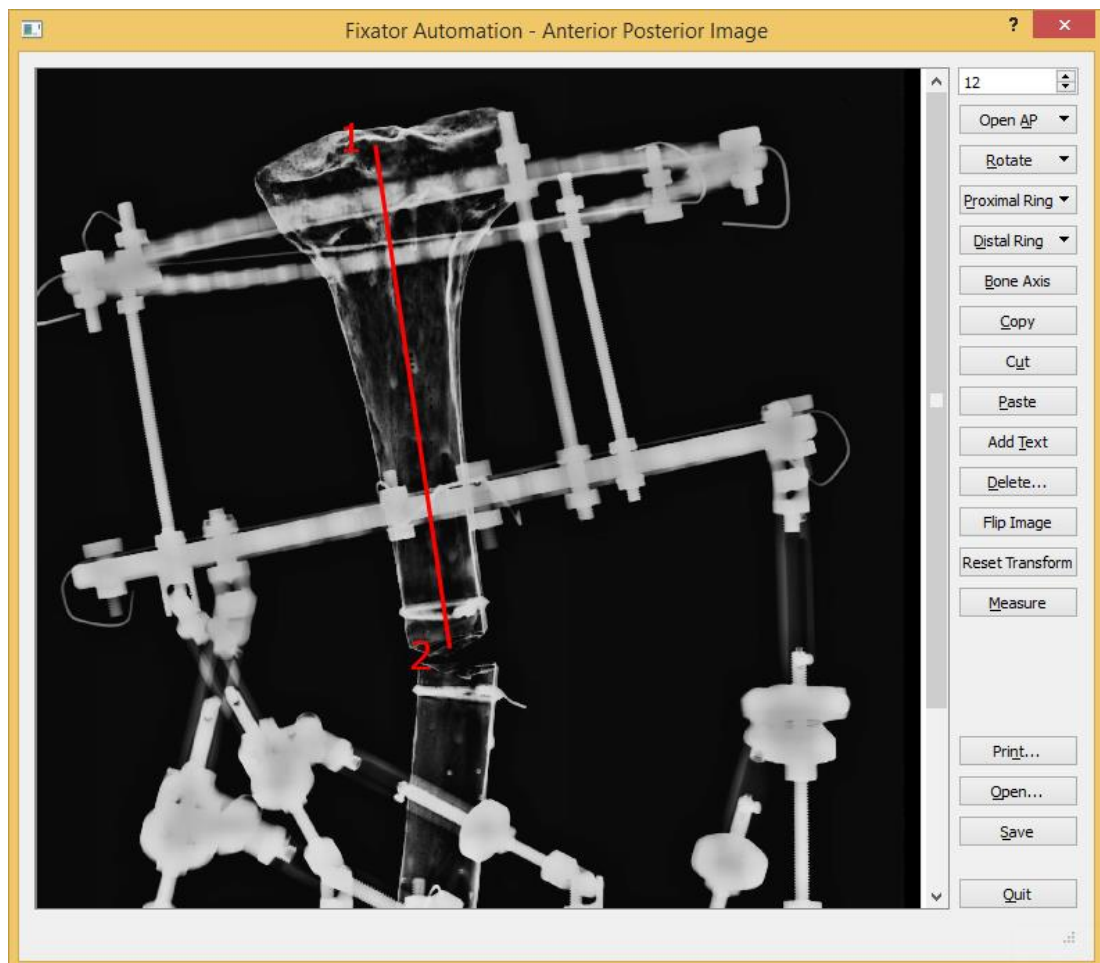 Fixator Automation - Anterior Posterior Image
?
×
12
Open AP
Rotate
Proximal Ring
Distal Ring
Bone Axis
Copy
Cut
Paste
Add Text
Delete...
Flip Image
Reset Transform
Measure
Print...
Open...
Save
Quit
1
2